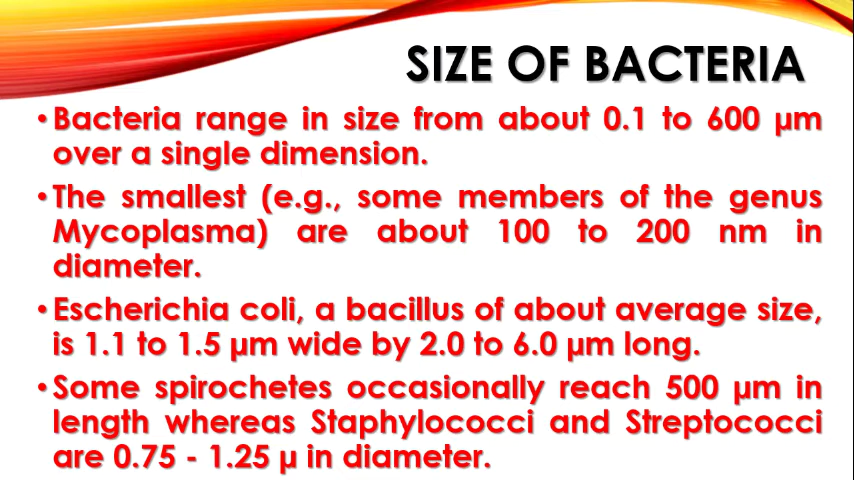 SIZE OF BACTERIA
• Bacteria range in size from about 0.1 to 600 µm
over a single dimension.
• The smallest (e.g., some members of the genus
Mycoplasma) are about 100 to 200 nm in
diameter.
• Escherichia coli, a bacillus of about average size,
is 1.1 to 1.5 µm wide by 2.0 to 6.0 µm long.
• Some spirochetes occasionally reach 500 µm in
length whereas Staphylococci and Streptococci
are 0.75 - 1.25 µ in diameter.